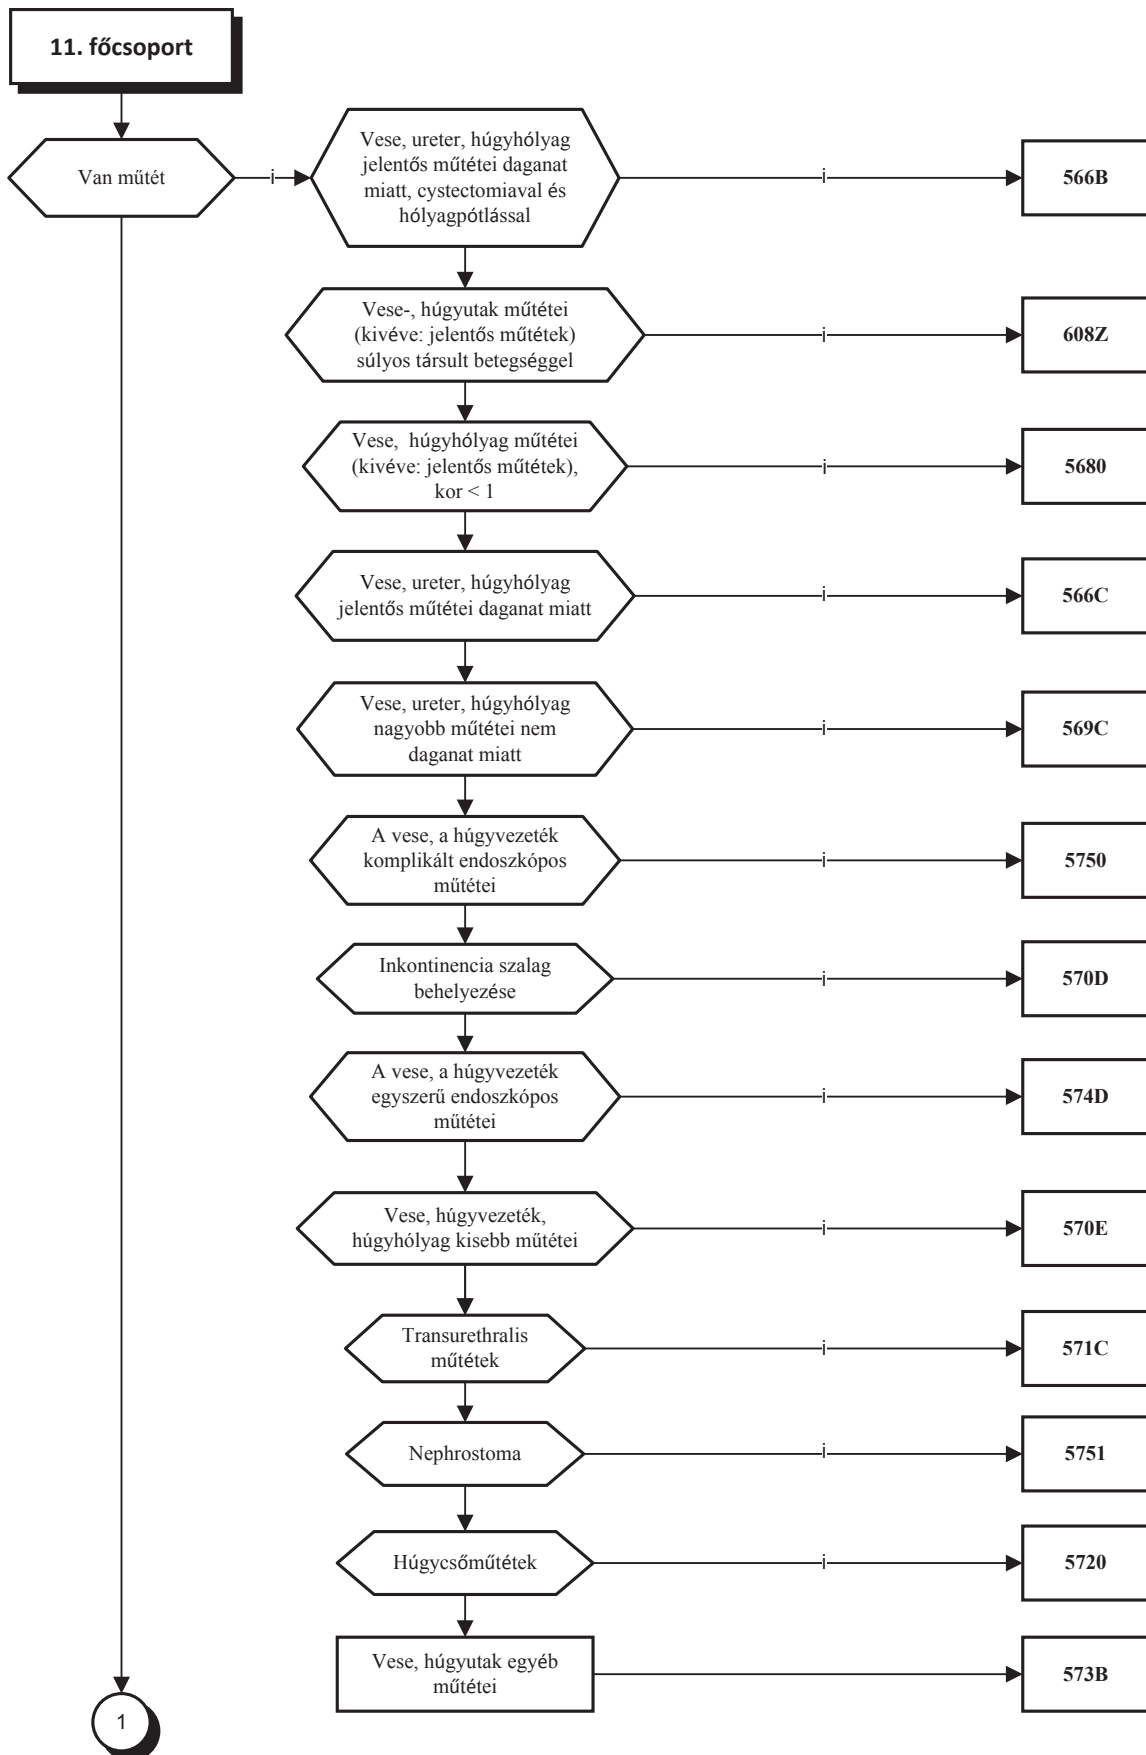 11. főcsoport
Van műtét
i
Vese, ureter, húgyhólyag
jelentős műtétei daganat
miatt, cystectomiaval és
hólyagpótlással
i
566B
Vese-, húgyutak műtétei
(kivéve: jelentős műtétek)
súlyos társult betegséggel
i
608Z
Vese, húgyhólyag műtétei
(kivéve: jelentős műtétek),
kor < 1
i
5680
Vese, ureter, húgyhólyag
jelentős műtétei daganat miatt
i
566C
Vese, ureter, húgyhólyag
nagyobb műtétei nem
daganat miatt
i
569C
A vese, a húgyvezeték
komplikált endoszkópos
műtétei
i
5750
Inkontinencia szalag
behelyezése
i
570D
A vese, a húgyvezeték
egyszerű endoszkópos
műtétei
i
574D
Vese, húgyvezeték,
húgyhólyag kisebb műtétei
i
570E
Transurethralis
műtétek
i
571C
Nephrostoma
i
5751
Húgycsőműtétek
i
5720
Vese, húgyutak egyéb
műtétei
573B
1